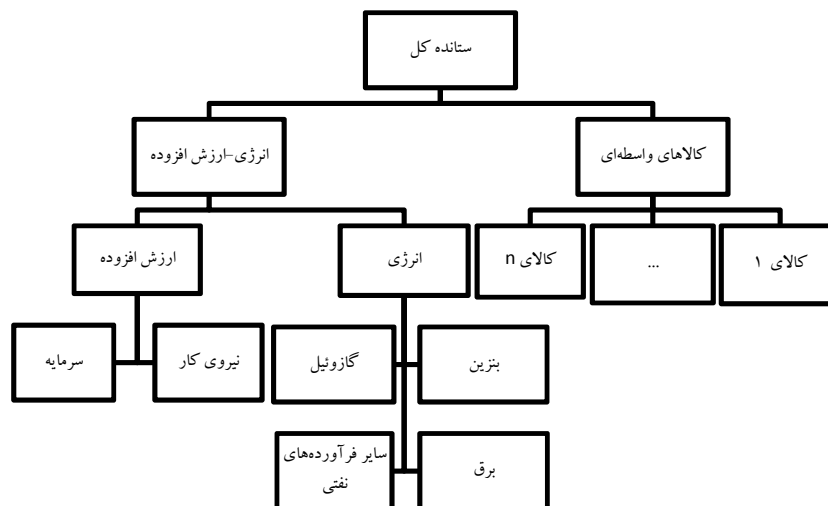 ستانده کل
کالاهای واسطه‌ای
انرژی-ارزش افزوده
کالای ۱
...
کالای n
انرژی
ارزش افزوده
بنزین
گازوئیل
نیروی کار
سرمایه
برق
سایر فرآورده‌های
نفتی